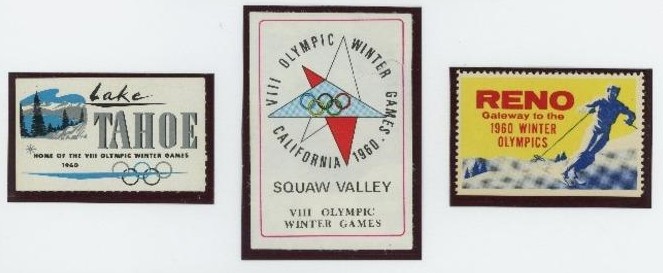 Lake
TAHOE
HOME OF THE VIII OLYMPIC WINTER GAMES
1960
VIII OLYMPIC WINTER GAMES.
CALIFORNIA 1960.
SQUAW VALLEY
VIII OLYMPIC
WINTER GAMES
RENO
Gateway to the
1960 WINTER
OLYMPICS